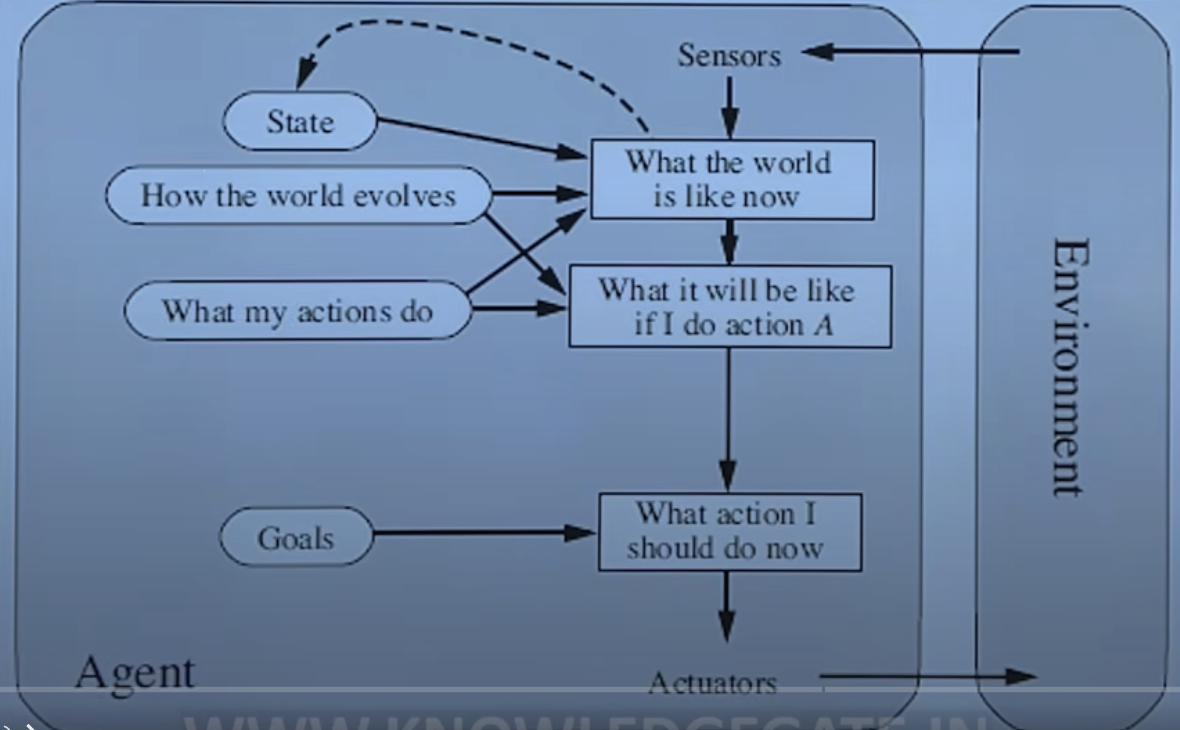 Sensors
State
What the world
is like now
How the world evolves
What it will be like
if I do action A
What my actions do
Environment
Goals
What action I
should do now
Agent
Actuators
WWW.KNOWLEDGEGATE.IN